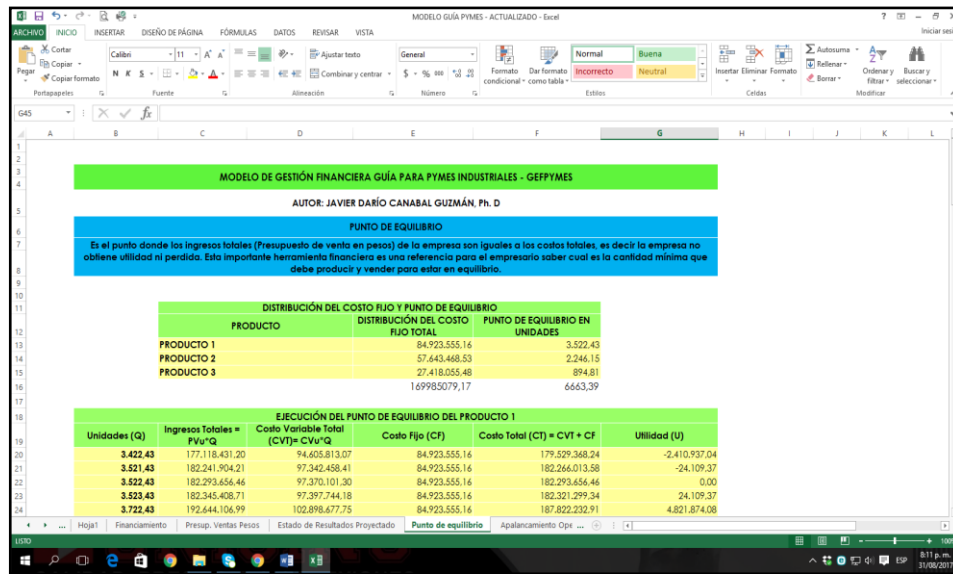 MODELO GUÍA PYMES - ACTUALIZADO - Excel
ARCHIVO INICIO INSERTAR DISEÑO DE PÁGINA FÓRMULAS DATOS REVISAR VISTA Iniciar sesi
Pegar Cortar Copiar Copiar formato
Calibri 11 Ajustar texto General
N K S Combinar y centrar $ % 000
Formato condicional Dar formato como tabla Normal Buena Incorrecto Neutral
Insertar Eliminar Formato Autosuma Rellenar Borrar Ordenar y filtrar Buscar y seleccionar
Portapapeles Fuente Alineación Número Estilos Celdas Modificar
G45 fx
A B C D E F G H I J K L
MODELO DE GESTIÓN FINANCIERA GUÍA PARA PYMES INDUSTRIALES - GEFPYMES
AUTOR: JAVIER DARÍO CANABAL GUZMÁN, Ph. D
PUNTO DE EQUILIBRIO
Es el punto donde los ingresos totales (Presupuesto de venta en pesos) de la empresa son iguales a los costos totales, es decir la empresa no
obtiene utilidad ni perdida. Esta importante herramienta financiera es una referencia para el empresario saber cual es la cantidad mínima que
debe producir y vender para estar en equilibrio.
DISTRIBUCIÓN DEL COSTO FIJO Y PUNTO DE EQUILIBRIO
PRODUCTO DISTRIBUCIÓN DEL COSTO FIJO TOTAL PUNTO DE EQUILIBRIO EN UNIDADES
PRODUCTO 1 84.923.555,16 3.522,43
PRODUCTO 2 57.643.468,53 2.246,15
PRODUCTO 3 27.418.055,48 894,81
169985079,17 6663,39
EJECUCIÓN DEL PUNTO DE EQUILIBRIO DEL PRODUCTO 1
Unidades (Q) Ingresos Totales = PVu*Q Costo Variable Total (CVT)= CVu*Q Costo Fijo (CF) Costo Total (CT) = CVT + CF Utilidad (U)
3.422,43 177.118.431,20 94.605.813,07 84.923.555,16 179.529.368,24 -2.410.937,04
3.521,43 182.241.904,21 97.342.458,41 84.923.555,16 182.266.013,58 -24.109,37
3.522,43 182.293.656,46 97.370.101,30 84.923.555,16 182.293.656,46 0,00
3.523,43 182.345.408,71 97.397.744,18 84.923.555,16 182.321.299,34 24.109,37
3.722,43 192.644.106,99 102.898.677,75 84.923.555,16 187.822.232,91 4.821.874,08
... Hoja1 Financiamiento Presup. Ventas Pesos Estado de Resultados Proyectado Punto de equilibrio Apalancamiento Ope ...
LISTO 100%
ESP 8:11 p. m.
31/08/2017